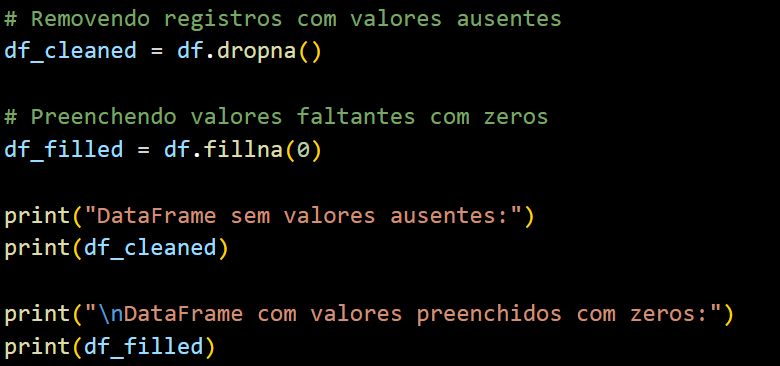 # Removendo registros com valores ausentes
df_cleaned = df.dropna()
# Preenchendo valores faltantes com zeros
df_filled = df.fillna(0)
print("DataFrame sem valores ausentes:")
print(df_cleaned)
print("\nDataFrame com valores preenchidos com zeros:")
print(df_filled)